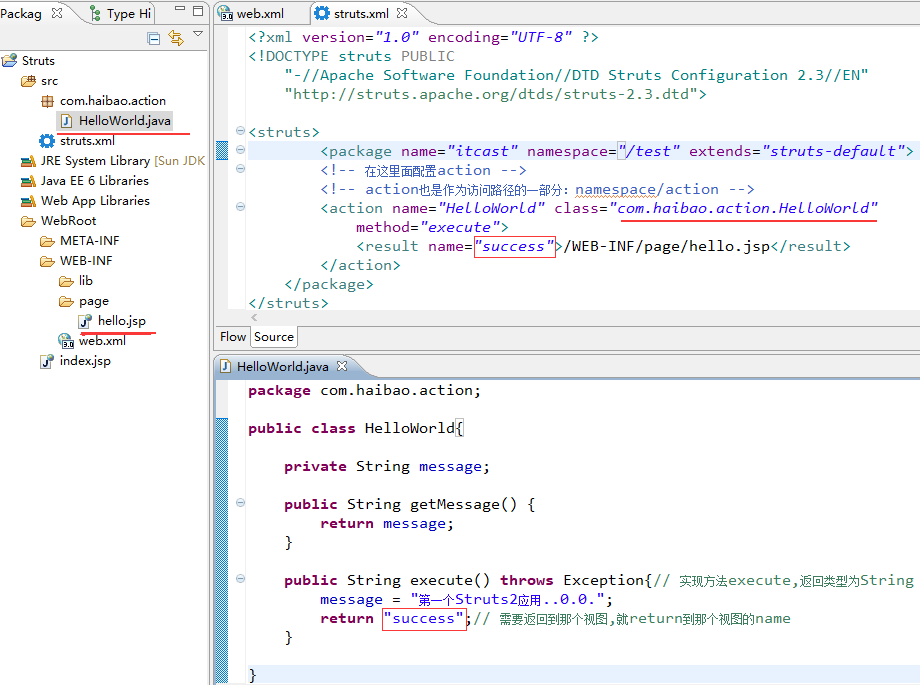 Packag
Type Hi
Struts
src
com.haibao.action
HelloWorld.java
struts.xml
JRE System Library [Sun JDK
Java EE 6 Libraries
Web App Libraries
WebRoot
META-INF
WEB-INF
lib
page
hello.jsp
web.xml
index.jsp
web.xml
struts.xml
<?xml version="1.0" encoding="UTF-8" ?>
<!DOCTYPE struts PUBLIC
"-//Apache Software Foundation//DTD Struts Configuration 2.3//EN"
"http://struts.apache.org/dtds/struts-2.3.dtd">
<struts>
<package name="itcast" namespace="/test" extends="struts-default">
<!-- 在这里面配置action -->
<!-- action也是作为访问路径的一部分：namespace/action -->
<action name="HelloWorld" class="com.haibao.action.HelloWorld"
method="execute">
<result name="success">/WEB-INF/page/hello.jsp</result>
</action>
</package>
</struts>
Flow
Source
HelloWorld.java
package com.haibao.action;
public class HelloWorld{
private String message;
public String getMessage() {
return message;
}
public String execute() throws Exception{// 实现方法execute,返回类型为String
message = "第一个Struts2应用..0.0.";
return "success";// 需要返回到那个视图,就return到那个视图的name
}
}